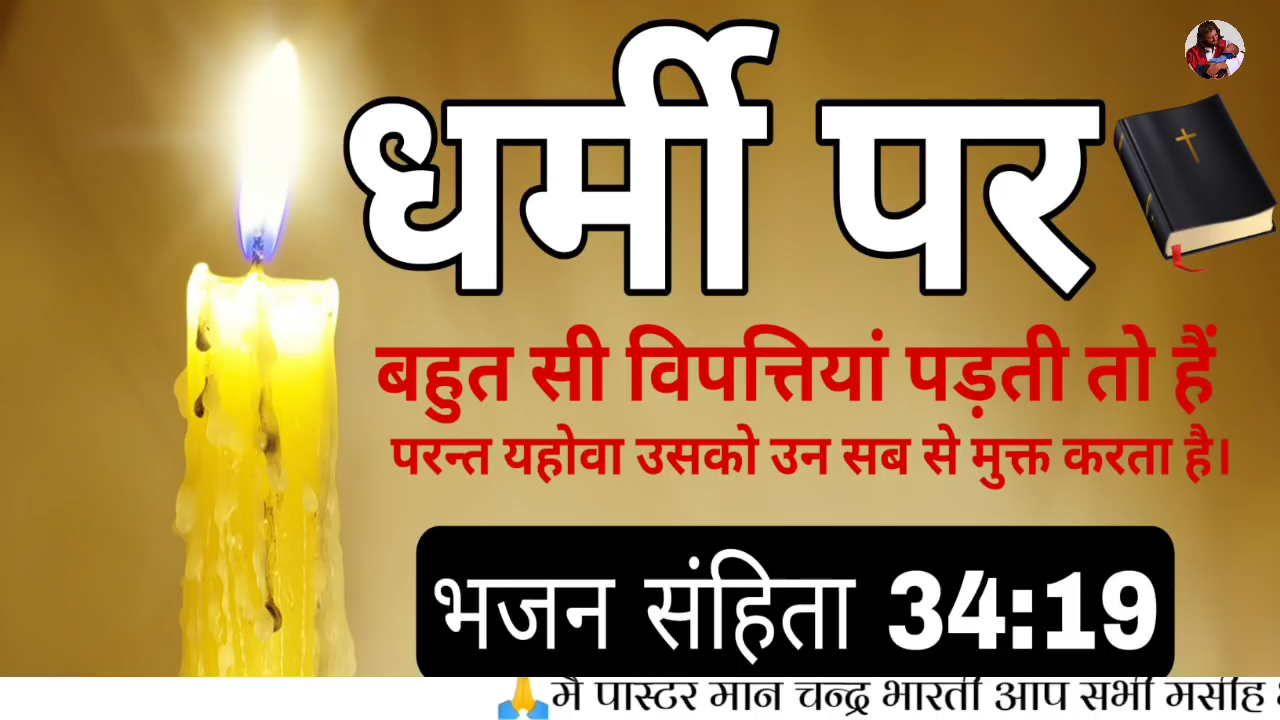 धर्मी पर
बहुत सी विपत्तियां पड़ती तो हैं
परन्त यहोवा उसको उन सब से मुक्त करता है।
भजन संहिता 34:19
🙏मै पास्टर मान चन्द्र भारती आप सभी मसीह